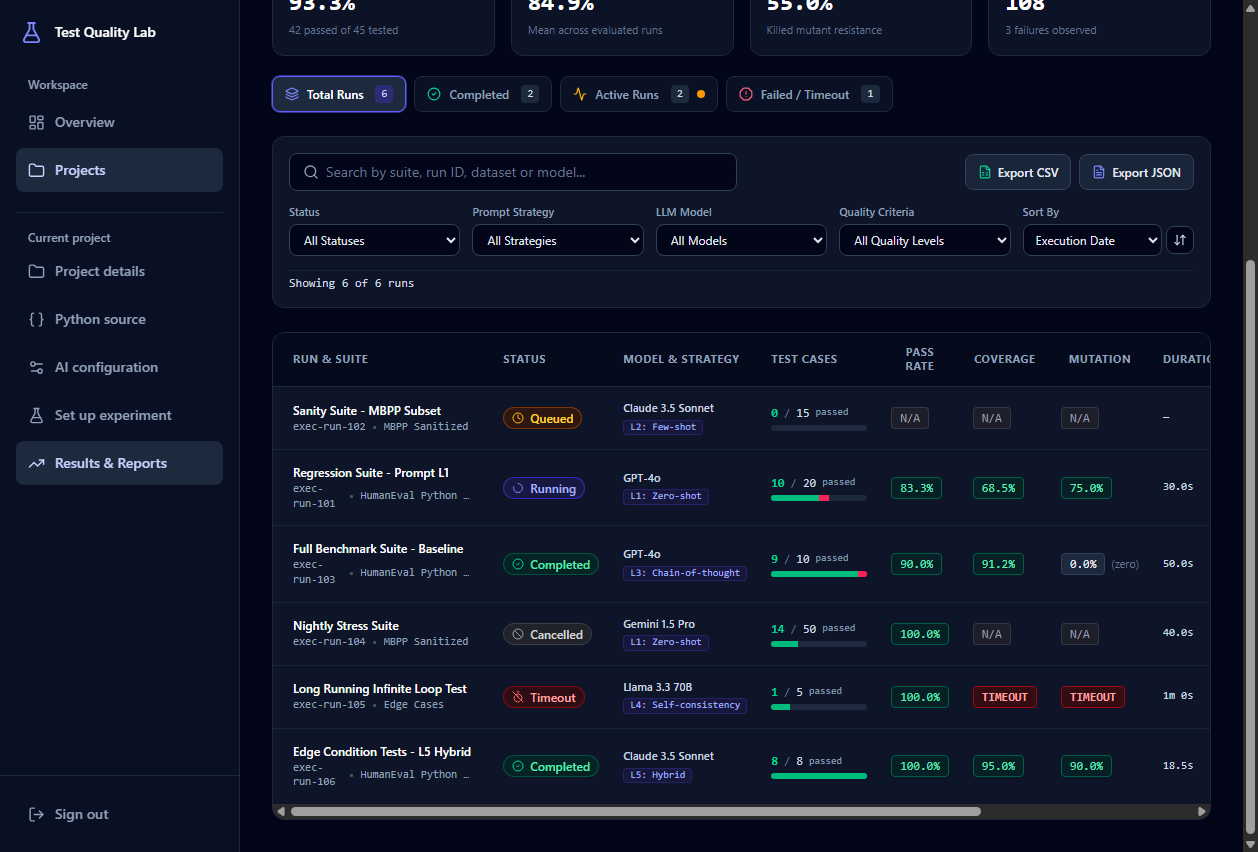 Test Quality Lab
Workspace
Overview
Projects
Current project
Project details
Python source
AI configuration
Set up experiment
Results & Reports
Sign out
93.3%
42 passed of 45 tested
84.9%
Mean across evaluated runs
55.0%
Killed mutant resistance
108
3 failures observed
Total Runs 6
Completed 2
Active Runs 2
Failed / Timeout 1
Search by suite, run ID, dataset or model...
Export CSV
Export JSON
Status
Prompt Strategy
LLM Model
Quality Criteria
Sort By
All Statuses
All Strategies
All Models
All Quality Levels
Execution Date
Showing 6 of 6 runs
RUN & SUITE
STATUS
MODEL & STRATEGY
TEST CASES
PASS
RATE
COVERAGE
MUTATION
DURATIO
Sanity Suite - MBPP Subset
exec-run-102 • MBPP Sanitized
Queued
Claude 3.5 Sonnet
L2: Few-shot
0 / 15 passed
N/A
N/A
N/A
—
Regression Suite - Prompt L1
exec-
run-101
• HumanEval Python …
Running
GPT-4o
L1: Zero-shot
10 / 20 passed
83.3%
68.5%
75.0%
30.0s
Full Benchmark Suite - Baseline
exec-
run-103
• HumanEval Python …
Completed
GPT-4o
L3: Chain-of-thought
9 / 10 passed
90.0%
91.2%
0.0% (zero)
50.0s
Nightly Stress Suite
exec-run-104 • MBPP Sanitized
Cancelled
Gemini 1.5 Pro
L1: Zero-shot
14 / 50 passed
100.0%
N/A
N/A
40.0s
Long Running Infinite Loop Test
exec-run-105 • Edge Cases
Timeout
Llama 3.3 70B
L4: Self-consistency
1 / 5 passed
100.0%
TIMEOUT
TIMEOUT
1m 0s
Edge Condition Tests - L5 Hybrid
exec-
run-106
• HumanEval Python …
Completed
Claude 3.5 Sonnet
L5: Hybrid
8 / 8 passed
100.0%
95.0%
90.0%
18.5s